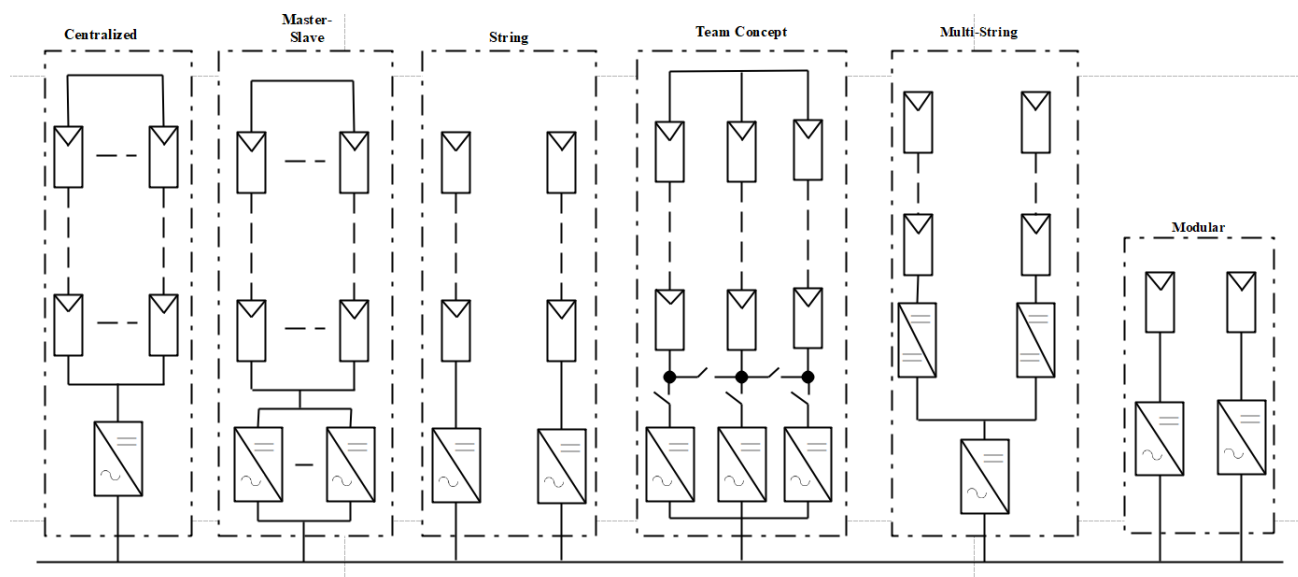 Centralized
Master-
Slave
String
Team Concept
Multi-String
Modular